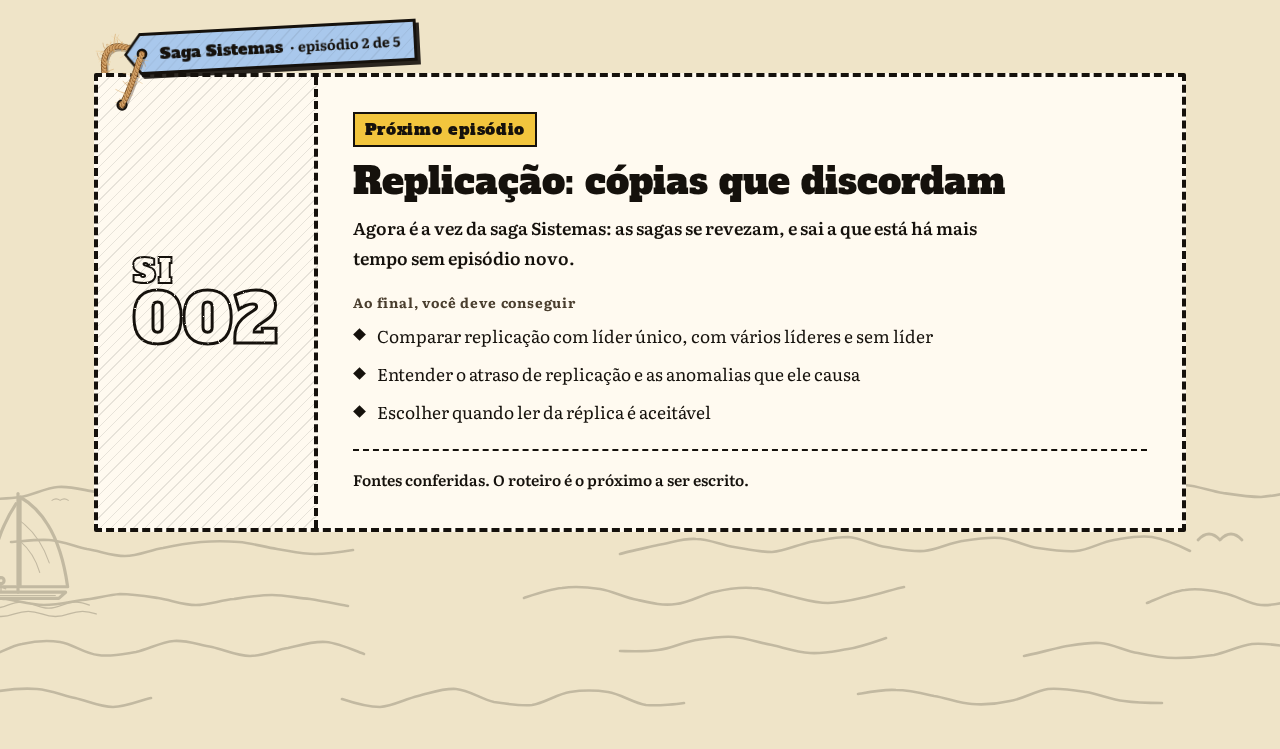 Saga Sistemas · episódio 2 de 5
SI
002
Próximo episódio
Replicação: cópias que discordam
Agora é a vez da saga Sistemas: as sagas se revezam, e sai a que está há mais
tempo sem episódio novo.
Ao final, você deve conseguir
◆ Comparar replicação com líder único, com vários líderes e sem líder
◆ Entender o atraso de replicação e as anomalias que ele causa
◆ Escolher quando ler da réplica é aceitável
Fontes conferidas. O roteiro é o próximo a ser escrito.